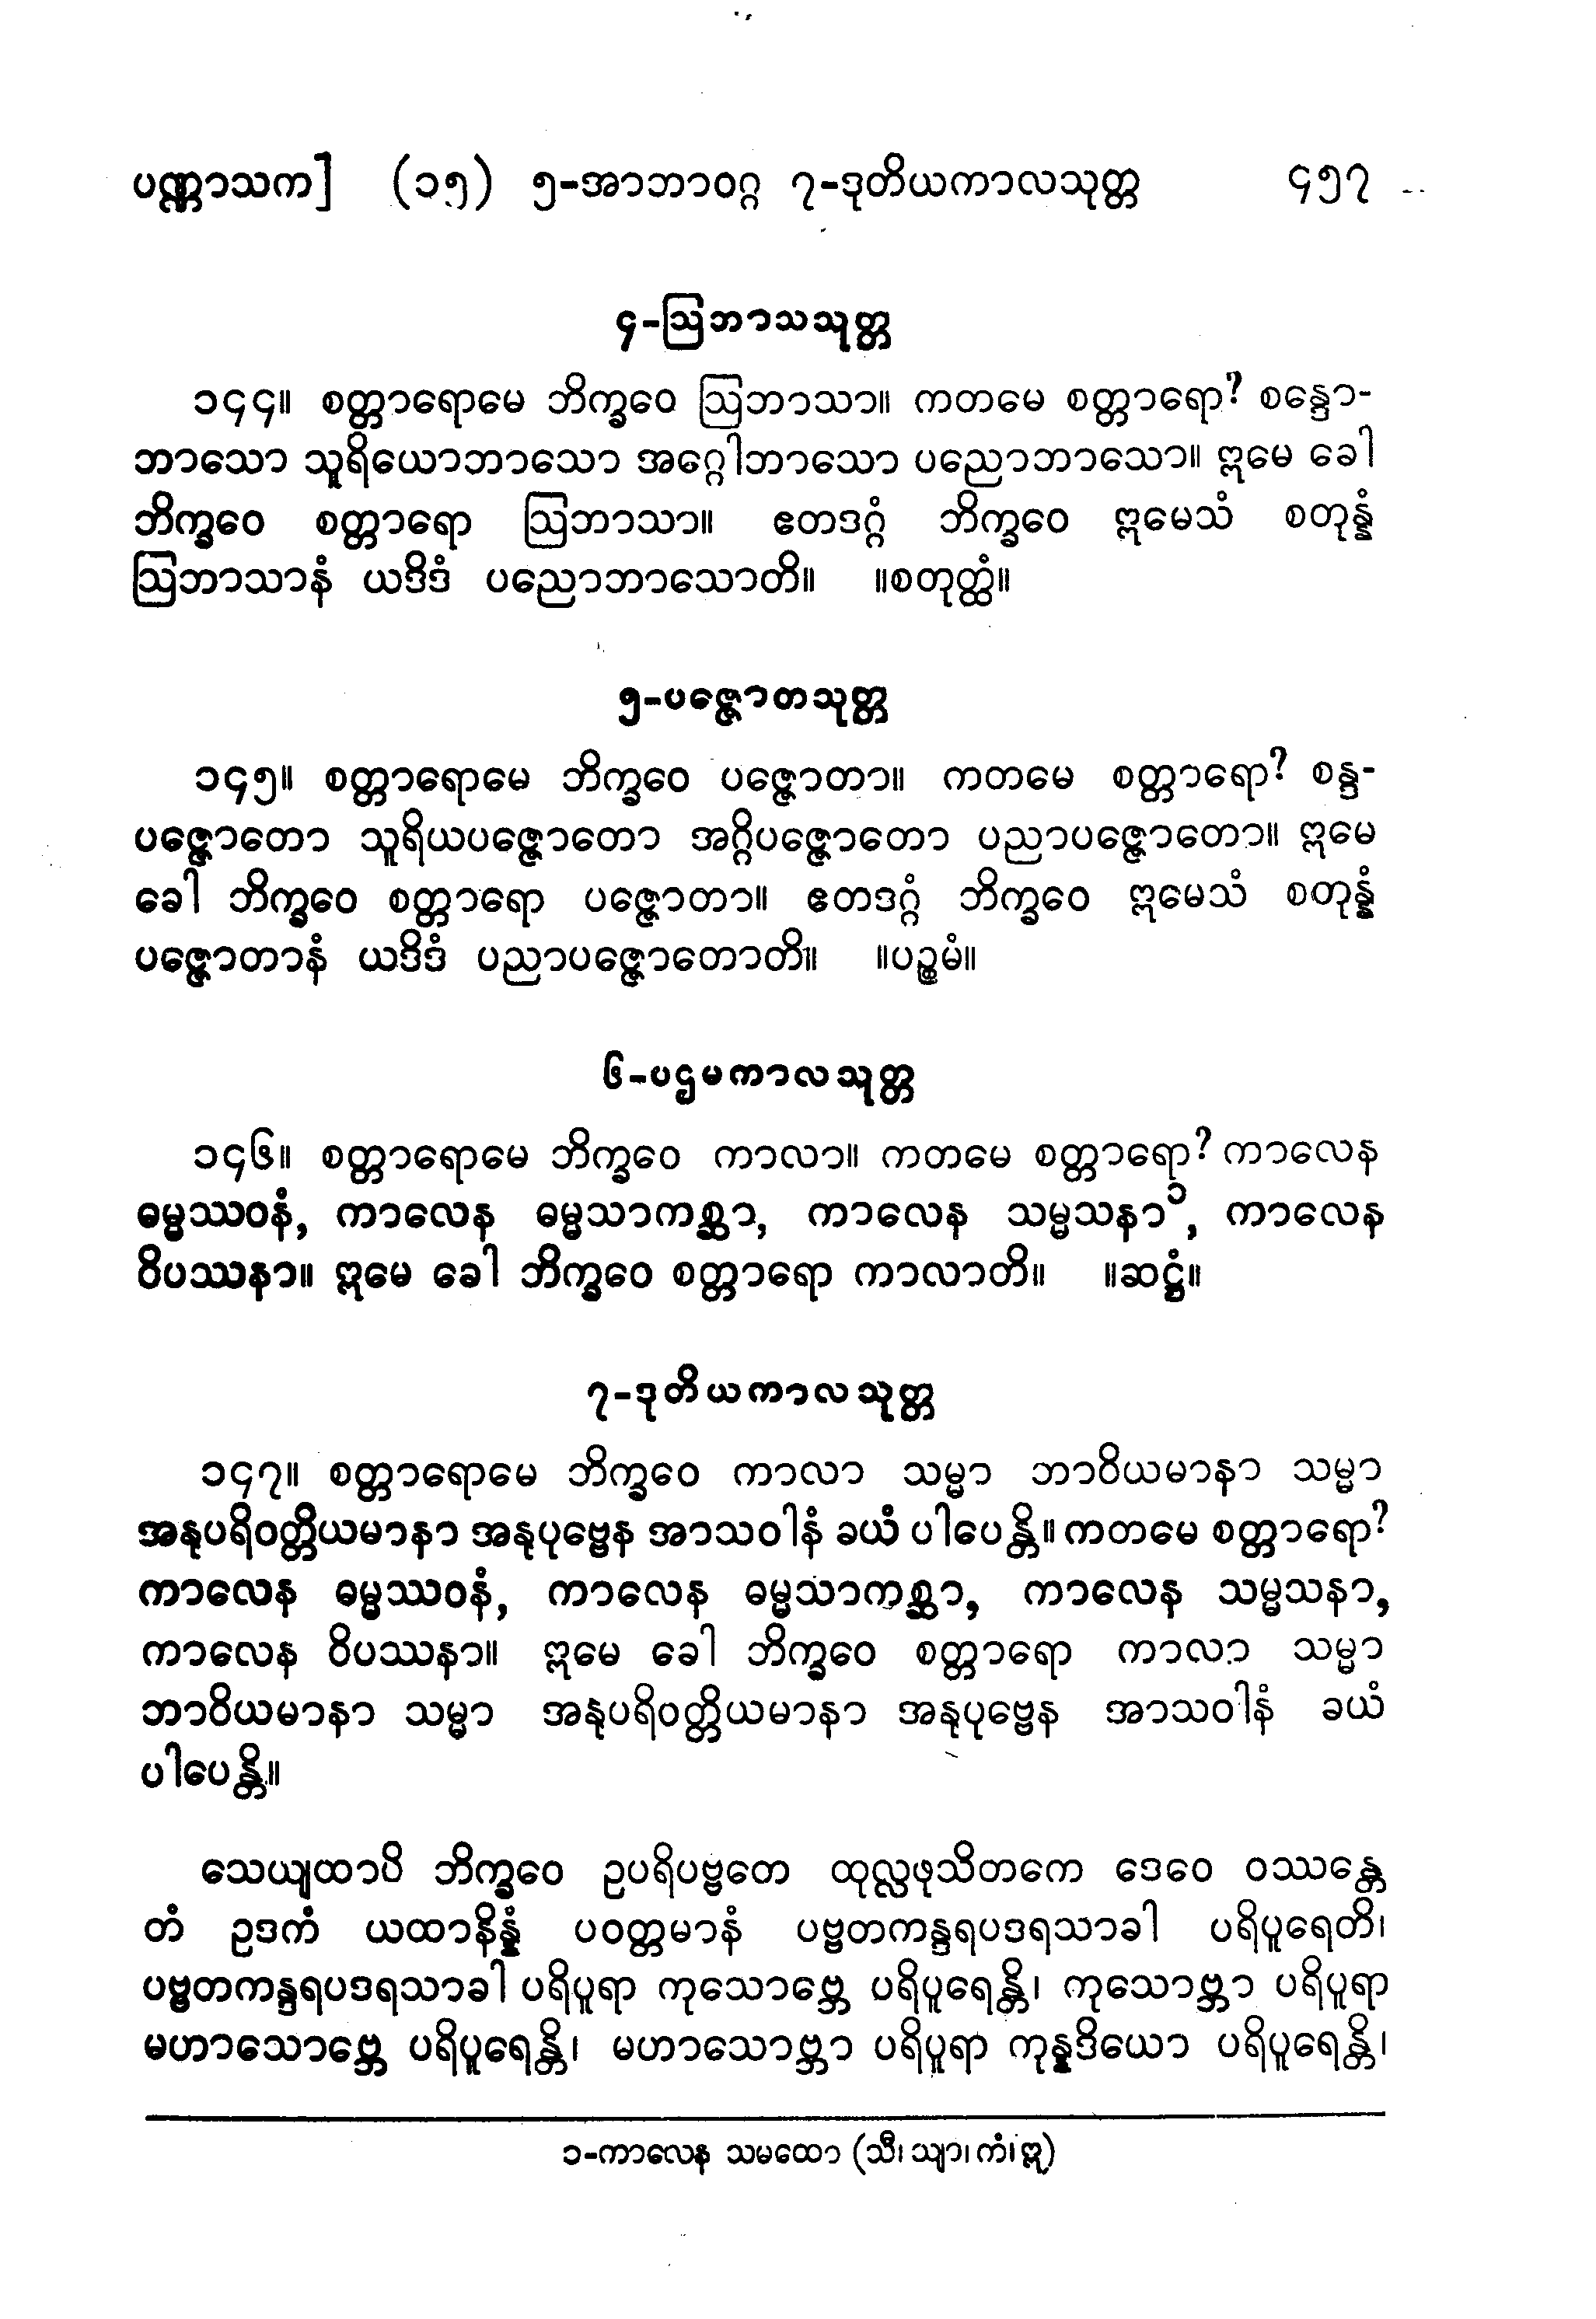 ပဏ္ဏာသက] (၁၅) ၅-အာဘာဝဂ္ဂ ၇-ဒုတိယကာလသုတ္တ ၄၅၇
၄-ဩဘာသသုတ္တ
၁၄၄။ စတ္တာရောမေ ဘိက္ခဝေ ဩဘာသာ။ ကတမေ စတ္တာရော? စန္ဒော-
ဘာသော သူရိယောဘာသော အဂ္ဂေါဘာသော ပညောဘာသော။ ဣမေ ခေါ
ဘိက္ခဝေ စတ္တာရော ဩဘာသာ။ ဧတဒဂ္ဂံ ဘိက္ခဝေ ဣမေသံ စတုန္နံ
ဩဘာသာနံ ယဒိဒံ ပညောဘာသောတိ။ ။စတုတ္ထံ။
၅-ပဇ္ဇောတသုတ္တ
၁၄၅။ စတ္တာရောမေ ဘိက္ခဝေ ပဇ္ဇောတာ။ ကတမေ စတ္တာရော? စန္ဒ-
ပဇ္ဇောတော သူရိယပဇ္ဇောတော အဂ္ဂိပဇ္ဇောတော ပညာပဇ္ဇောတော။ ဣမေ
ခေါ ဘိက္ခဝေ စတ္တာရော ပဇ္ဇောတာ။ ဧတဒဂ္ဂံ ဘိက္ခဝေ ဣမေသံ စတုန္နံ
ပဇ္ဇောတာနံ ယဒိဒံ ပညာပဇ္ဇောတောတိ။ ။ပဉ္စမံ။
၆-ပဌမကာလသုတ္တ
၁၄၆။ စတ္တာရောမေ ဘိက္ခဝေ ကာလာ။ ကတမေ စတ္တာရော? ကာလေန
ဓမ္မဿဝနံ, ကာလေန ဓမ္မသာကစ္ဆာ, ကာလေန သမ္မသနာ၁, ကာလေန
ဝိပဿနာ။ ဣမေ ခေါ ဘိက္ခဝေ စတ္တာရော ကာလာတိ။ ။ဆဋ္ဌံ။
၇-ဒုတိယကာလသုတ္တ
၁၄၇။ စတ္တာရောမေ ဘိက္ခဝေ ကာလာ သမ္မာ ဘာဝိယမာနာ သမ္မာ
အနုပရိဝတ္တိယမာနာ အနုပုဗ္ဗေန အာသဝါနံ ခယံ ပါပေန္တိ။ ကတမေ စတ္တာရော?
ကာလေန ဓမ္မဿဝနံ, ကာလေန ဓမ္မသာကစ္ဆာ, ကာလေန သမ္မသနာ,
ကာလေန ဝိပဿနာ။ ဣမေ ခေါ ဘိက္ခဝေ စတ္တာရော ကာလာ သမ္မာ
ဘာဝိယမာနာ သမ္မာ အနုပရိဝတ္တိယမာနာ အနုပုဗ္ဗေန အာသဝါနံ ခယံ
ပါပေန္တိ။
သေယျထာပိ ဘိက္ခဝေ ဥပရိပဗ္ဗတေ ထုလ္လဖုသိတကေ ဒေဝေ ဝဿန္တေ
တံ ဥဒကံ ယထာနိန္နံ ပဝတ္တမာနံ ပဗ္ဗတကန္ဒရပဒရသာခါ ပရိပူရေတိ၊
ပဗ္ဗတကန္ဒရပဒရသာခါ ပရိပူရာ ကုသောဗ္ဘေ ပရိပူရေန္တိ၊ ကုသောဗ္ဘာ ပရိပူရာ
မဟာသောဗ္ဘေ ပရိပူရေန္တိ၊ မဟာသောဗ္ဘာ ပရိပူရာ ကုန္နဒိယော ပရိပူရေန္တိ၊
၁-ကာလေန သမထော (သီ၊ သျာ၊ ကံ၊ ဣ)